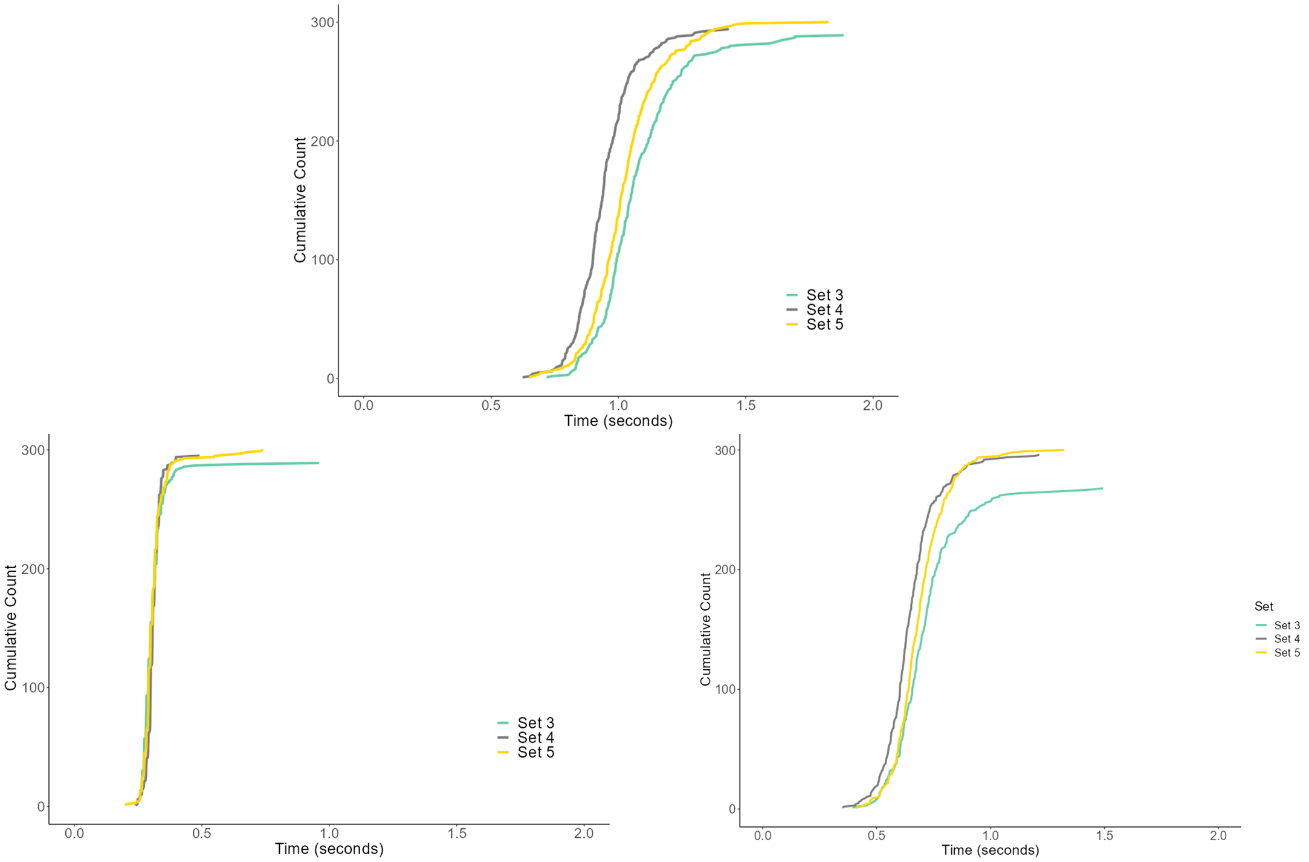 300
200
100
0
Cumulative Count
Set 3
Set 4
Set 5
0.0 0.5 1.0 1.5 2.0
Time (seconds)
300
200
100
0
Cumulative Count
Set 3
Set 4
Set 5
0.0 0.5 1.0 1.5 2.0
Time (seconds)
300
200
100
0
Cumulative Count
Set
Set 3
Set 4
Set 5
0.0 0.5 1.0 1.5 2.0
Time (seconds)